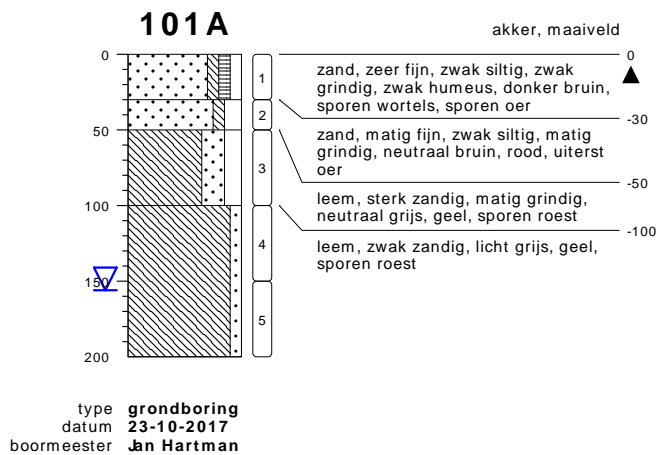 101A
akker, maaiveld
0
0
zand, zeer fijn, zwak siltig, zwak
grindig, zwak humeus, donker bruin,
sporen wortels, sporen oer
1
-30
2
zand, matig fijn, zwak siltig, matig
grindig, neutraal bruin, rood, uiterst
oer
50
-50
3
leem, sterk zandig, matig grindig,
neutraal grijs, geel, sporen roest
100
-100
leem, zwak zandig, licht grijs, geel,
sporen roest
4
150
5
200
type grondboring
datum 23-10-2017
boormeester Jan Hartman